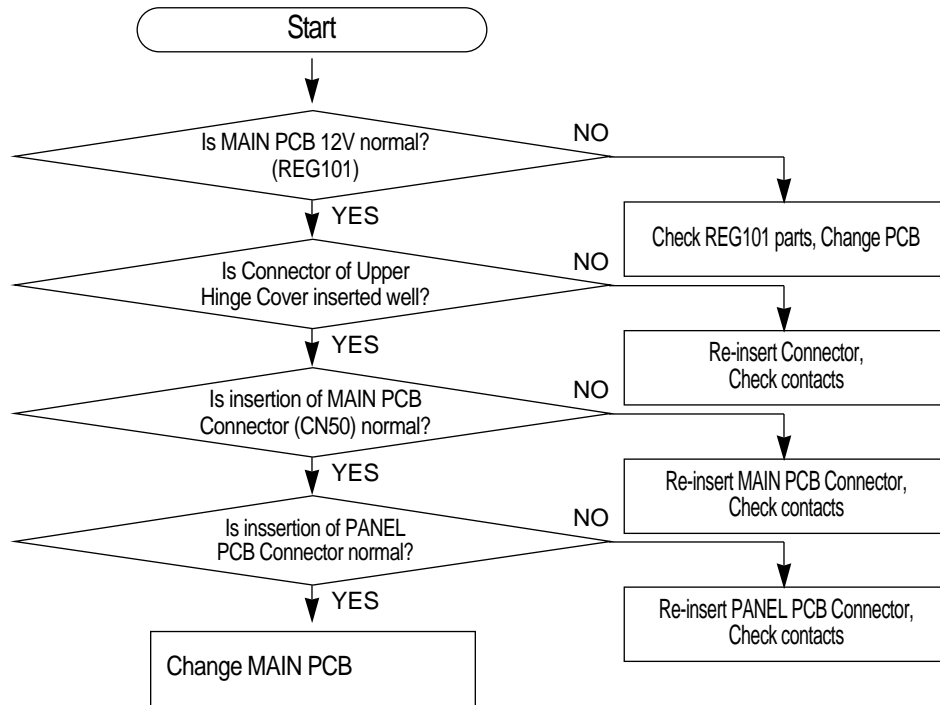 Start
Is MAIN PCB 12V normal?
(REG101)
NO
YES
Check REG101 parts, Change PCB
Is Connector of Upper
Hinge Cover inserted well?
NO
YES
Re-insert Connector,
Check contacts
Is insertion of MAIN PCB
Connector (CN50) normal?
NO
YES
Re-insert MAIN PCB Connector,
Check contacts
Is inssertion of PANEL
PCB Connector normal?
NO
YES
Re-insert PANEL PCB Connector,
Check contacts
Change MAIN PCB